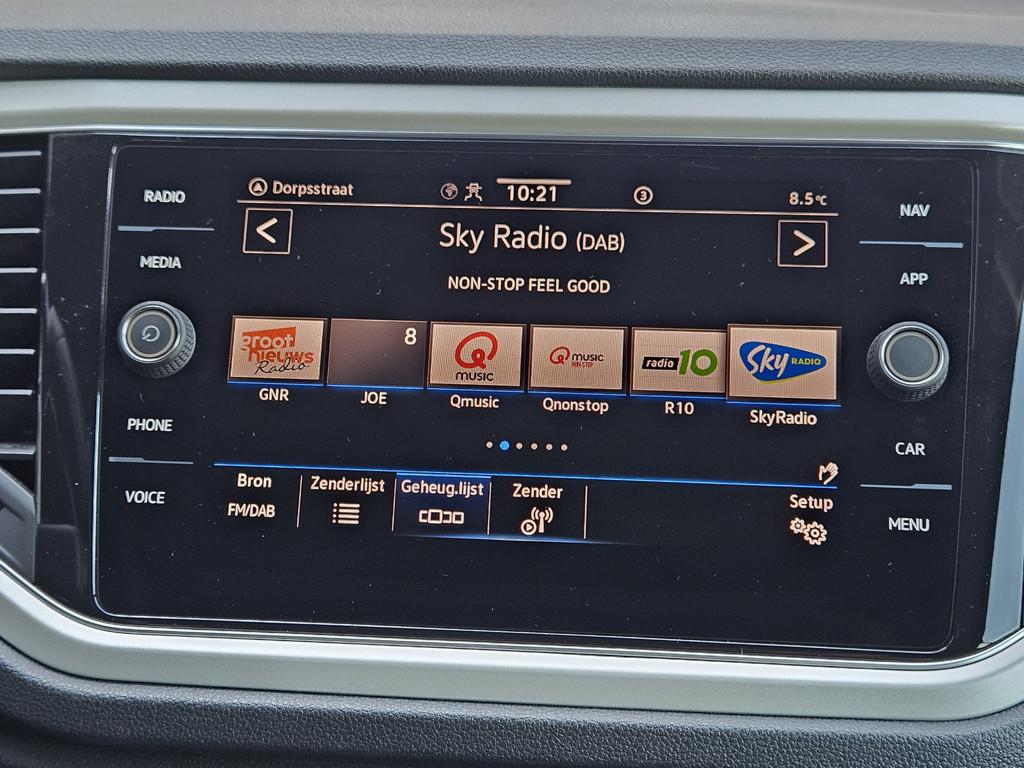 RADIO
MEDIA
PHONE
VOICE
Dorpsstraat 10:21 3 8.5°C
< Sky Radio (DAB) >
NON-STOP FEEL GOOD
groot
nieuws
Radio
GNR
8
JOE
Q
MUSIC
Qmusic
Q MUSIC
NON-STOP
Qnonstop
radio 10
R10
Sky RADIO
SkyRadio
Bron
FM/DAB
Zenderlijst
Geheug.lijst
Zender
Setup
NAV
APP
CAR
MENU